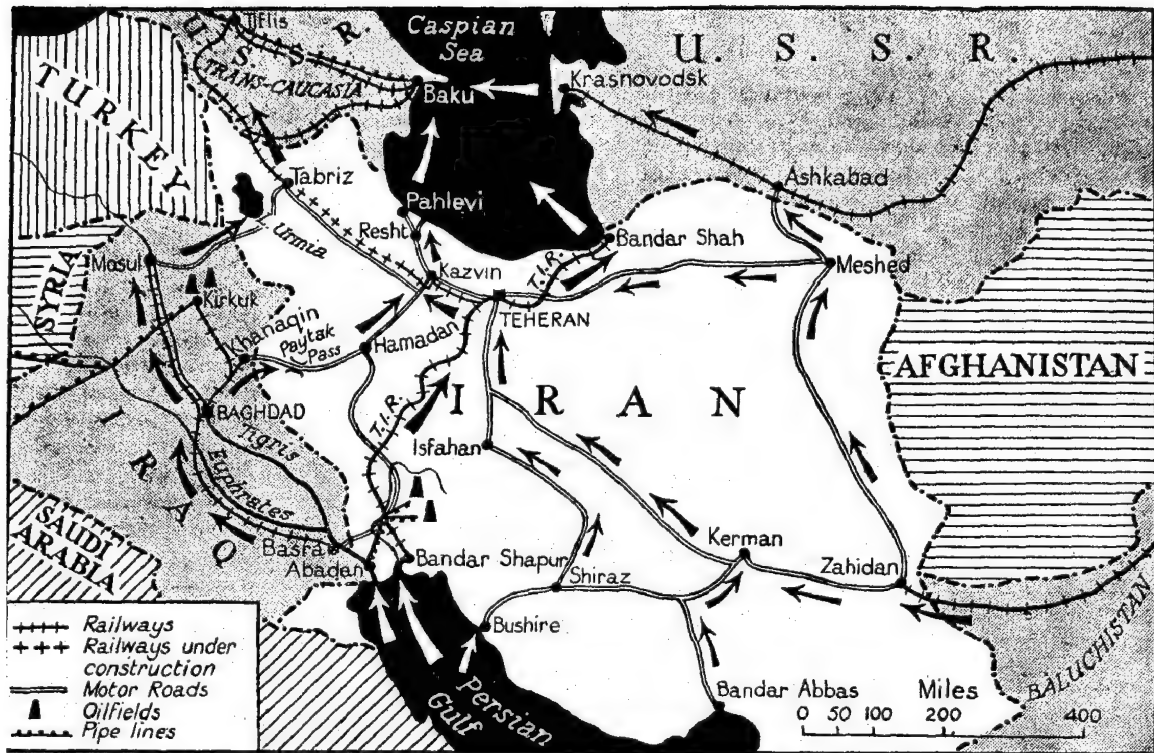 Tiflis
U. S. S. R.
TRANS-CAUCASIA
Caspian
Sea
U. S. S. R.
Krasnovodsk
Baku
TURKEY
Tabriz
Ashkabad
Pahlevi
Resht
Urmia
Bandar Shah
Mosul
Kazvin
T.I.R.
Meshed
SYRIA
Kirkuk
TEHERAN
Khanaqin
Paytak
Pass
Hamadan
AFGHANISTAN
IRAN
BAGHDAD
T.I.R.
Tigris
Isfahan
IRAQ
Euphrates
SAUDI
ARABIA
Basra
Abadan
Bandar Shapur
Kerman
Zahidan
Shiraz
Bushire
BALUCHISTAN
Persian
Gulf
Bandar Abbas
Miles
0 50 100 200 400
Railways
Railways under
construction
Motor Roads
Oilfields
Pipe lines